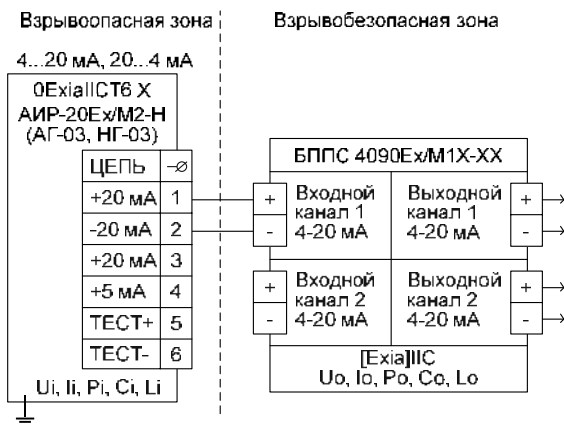 Взрывоопасная зона
Взрывобезопасная зона
4...20 мА, 20...4 мА
0ExiaIICT6 X
АИР-20Ех/М2-Н
(АГ-03, НГ-03)
ЦЕПЬ -⌀
+20 мА 1
-20 мА 2
+20 мА 3
+5 мА 4
ТЕСТ+ 5
ТЕСТ- 6
Ui, Ii, Pi, Ci, Li
БППС 4090Ех/М1Х-ХХ
+ Входной
канал 1
- 4-20 мА
Выходной +
канал 1
4-20 мА -
+ Входной
канал 2
- 4-20 мА
Выходной +
канал 2
4-20 мА -
[Exia]IIC
Uo, Io, Po, Co, Lo